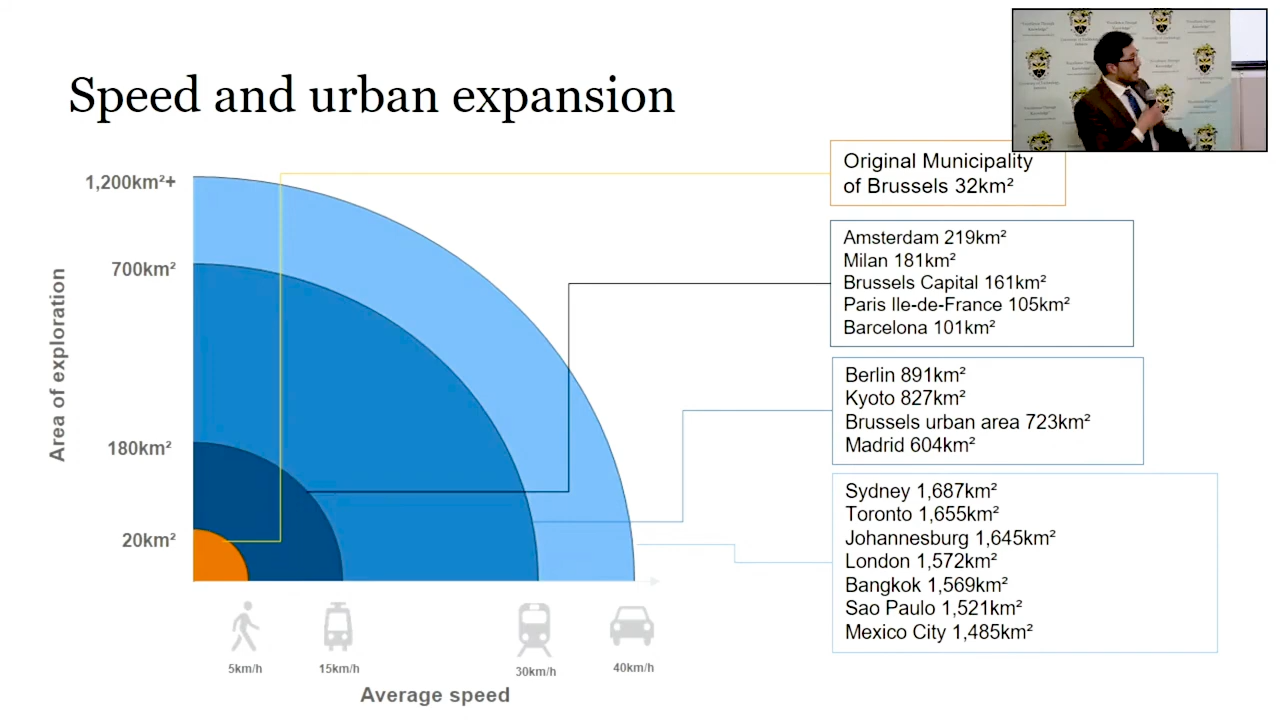 Speed and urban expansion
1,200km²+
700km²
180km²
20km²
Area of exploration
5km/h
15km/h
30km/h
40km/h
Average speed
Original Municipality
of Brussels 32km²
Amsterdam 219km²
Milan 181km²
Brussels Capital 161km²
Paris Ile-de-France 105km²
Barcelona 101km²
Berlin 891km²
Kyoto 827km²
Brussels urban area 723km²
Madrid 604km²
Sydney 1,687km²
Toronto 1,655km²
Johannesburg 1,645km²
London 1,572km²
Bangkok 1,569km²
Sao Paulo 1,521km²
Mexico City 1,485km²